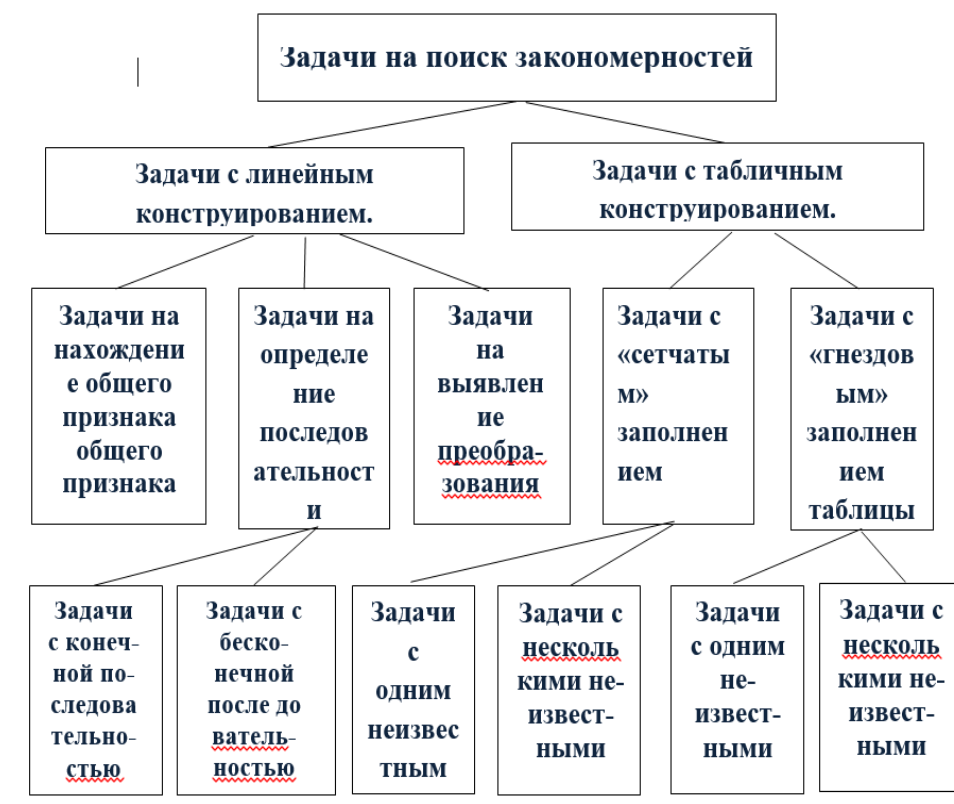 Задачи на поиск закономерностей
Задачи с линейным
конструированием.
Задачи с табличным
конструированием.
Задачи на
нахождени
е общего
признака
общего
признака
Задачи на
определе
ние
последов
ательност
и
Задачи
на
выявлен
ие
преобра-
зования
Задачи с
«сетчаты
м»
заполнен
ием
Задачи с
«гнездов
ым»
заполнен
ием
таблицы
Задачи
с конеч-
ной по-
следова
тельно-
стью
Задачи с
беско-
нечной
после до
ватель-
ностью
Задачи
с
одним
неизвес
тным
Задачи с
несколь
кими не-
извест-
ными
Задачи
с одним
не-
извест-
ными
Задачи с
несколь
кими не-
извест-
ными